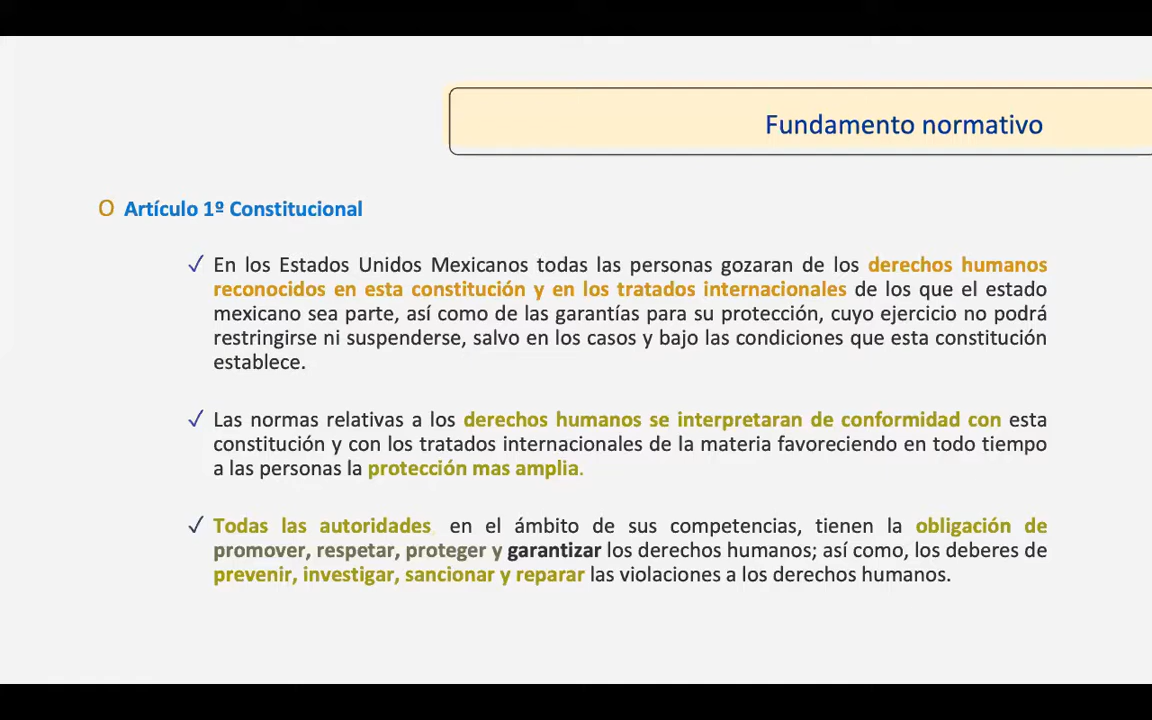 Fundamento normativo
O Artículo 1º Constitucional
✓ En los Estados Unidos Mexicanos todas las personas gozaran de los derechos humanos
reconocidos en esta constitución y en los tratados internacionales de los que el estado
mexicano sea parte, así como de las garantías para su protección, cuyo ejercicio no podrá
restringirse ni suspenderse, salvo en los casos y bajo las condiciones que esta constitución
establece.
✓ Las normas relativas a los derechos humanos se interpretaran de conformidad con esta
constitución y con los tratados internacionales de la materia favoreciendo en todo tiempo
a las personas la protección mas amplia.
✓ Todas las autoridades en el ámbito de sus competencias, tienen la obligación de
promover, respetar, proteger y garantizar los derechos humanos; así como, los deberes de
prevenir, investigar, sancionar y reparar las violaciones a los derechos humanos.